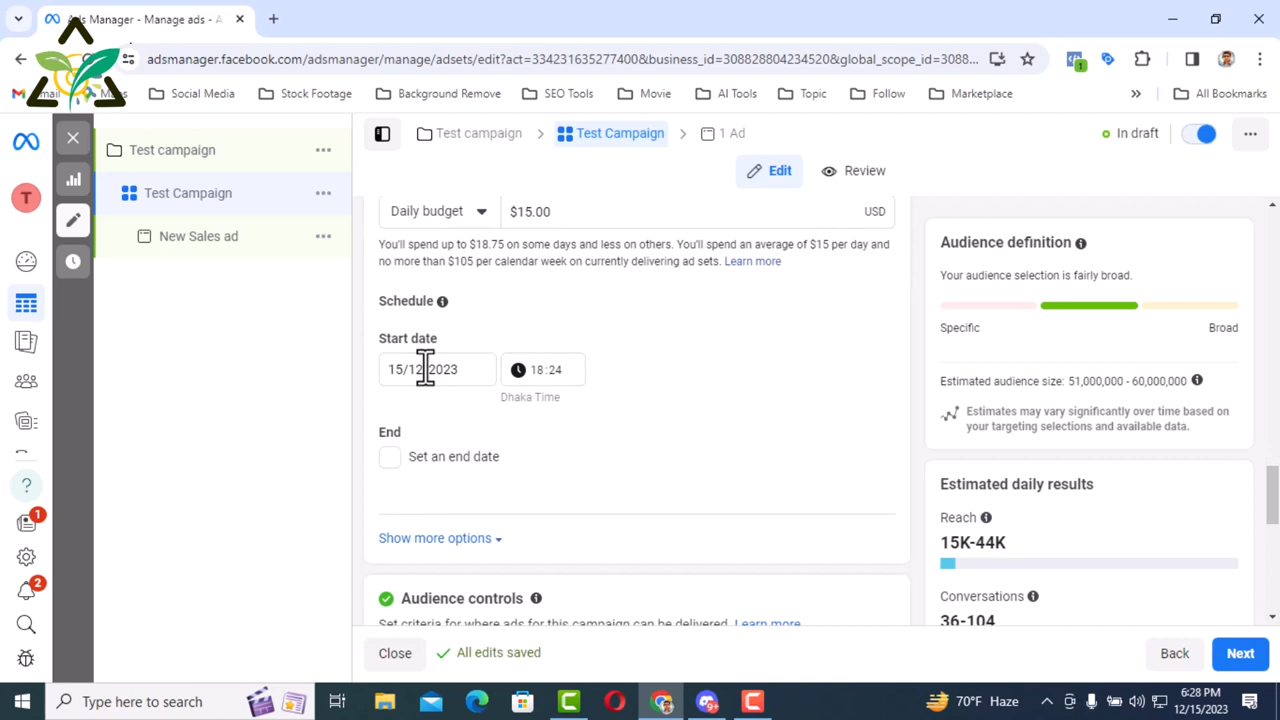 Ads Manager - Manage ads - A
adsmanager.facebook.com/adsmanager/manage/adsets/edit?act=334231635277400&business_id=308828804234520&global_scope_id=3088...
1
Maps
Social Media
Stock Footage
Background Remove
SEO Tools
Movie
AI Tools
Topic
Follow
Marketplace
All Bookmarks
Test campaign
Test Campaign
New Sales ad
Test campaign
Test Campaign
1 Ad
In draft
Edit
Review
T
Daily budget
$15.00
USD
You'll spend up to $18.75 on some days and less on others. You'll spend an average of $15 per day and
no more than $105 per calendar week on currently delivering ad sets. Learn more
Schedule
Start date
15/12/2023
18:24
Dhaka Time
End
Set an end date
Show more options
Audience controls
Set criteria for where ads for this campaign can be delivered. Learn more
Audience definition
Your audience selection is fairly broad.
Specific
Broad
Estimated audience size: 51,000,000 - 60,000,000
Estimates may vary significantly over time based on
your targeting selections and available data.
Estimated daily results
Reach
15K-44K
Conversations
36-104
1
2
Close
All edits saved
Back
Next
Type here to search
70°F Haze
6:28 PM
12/15/2023